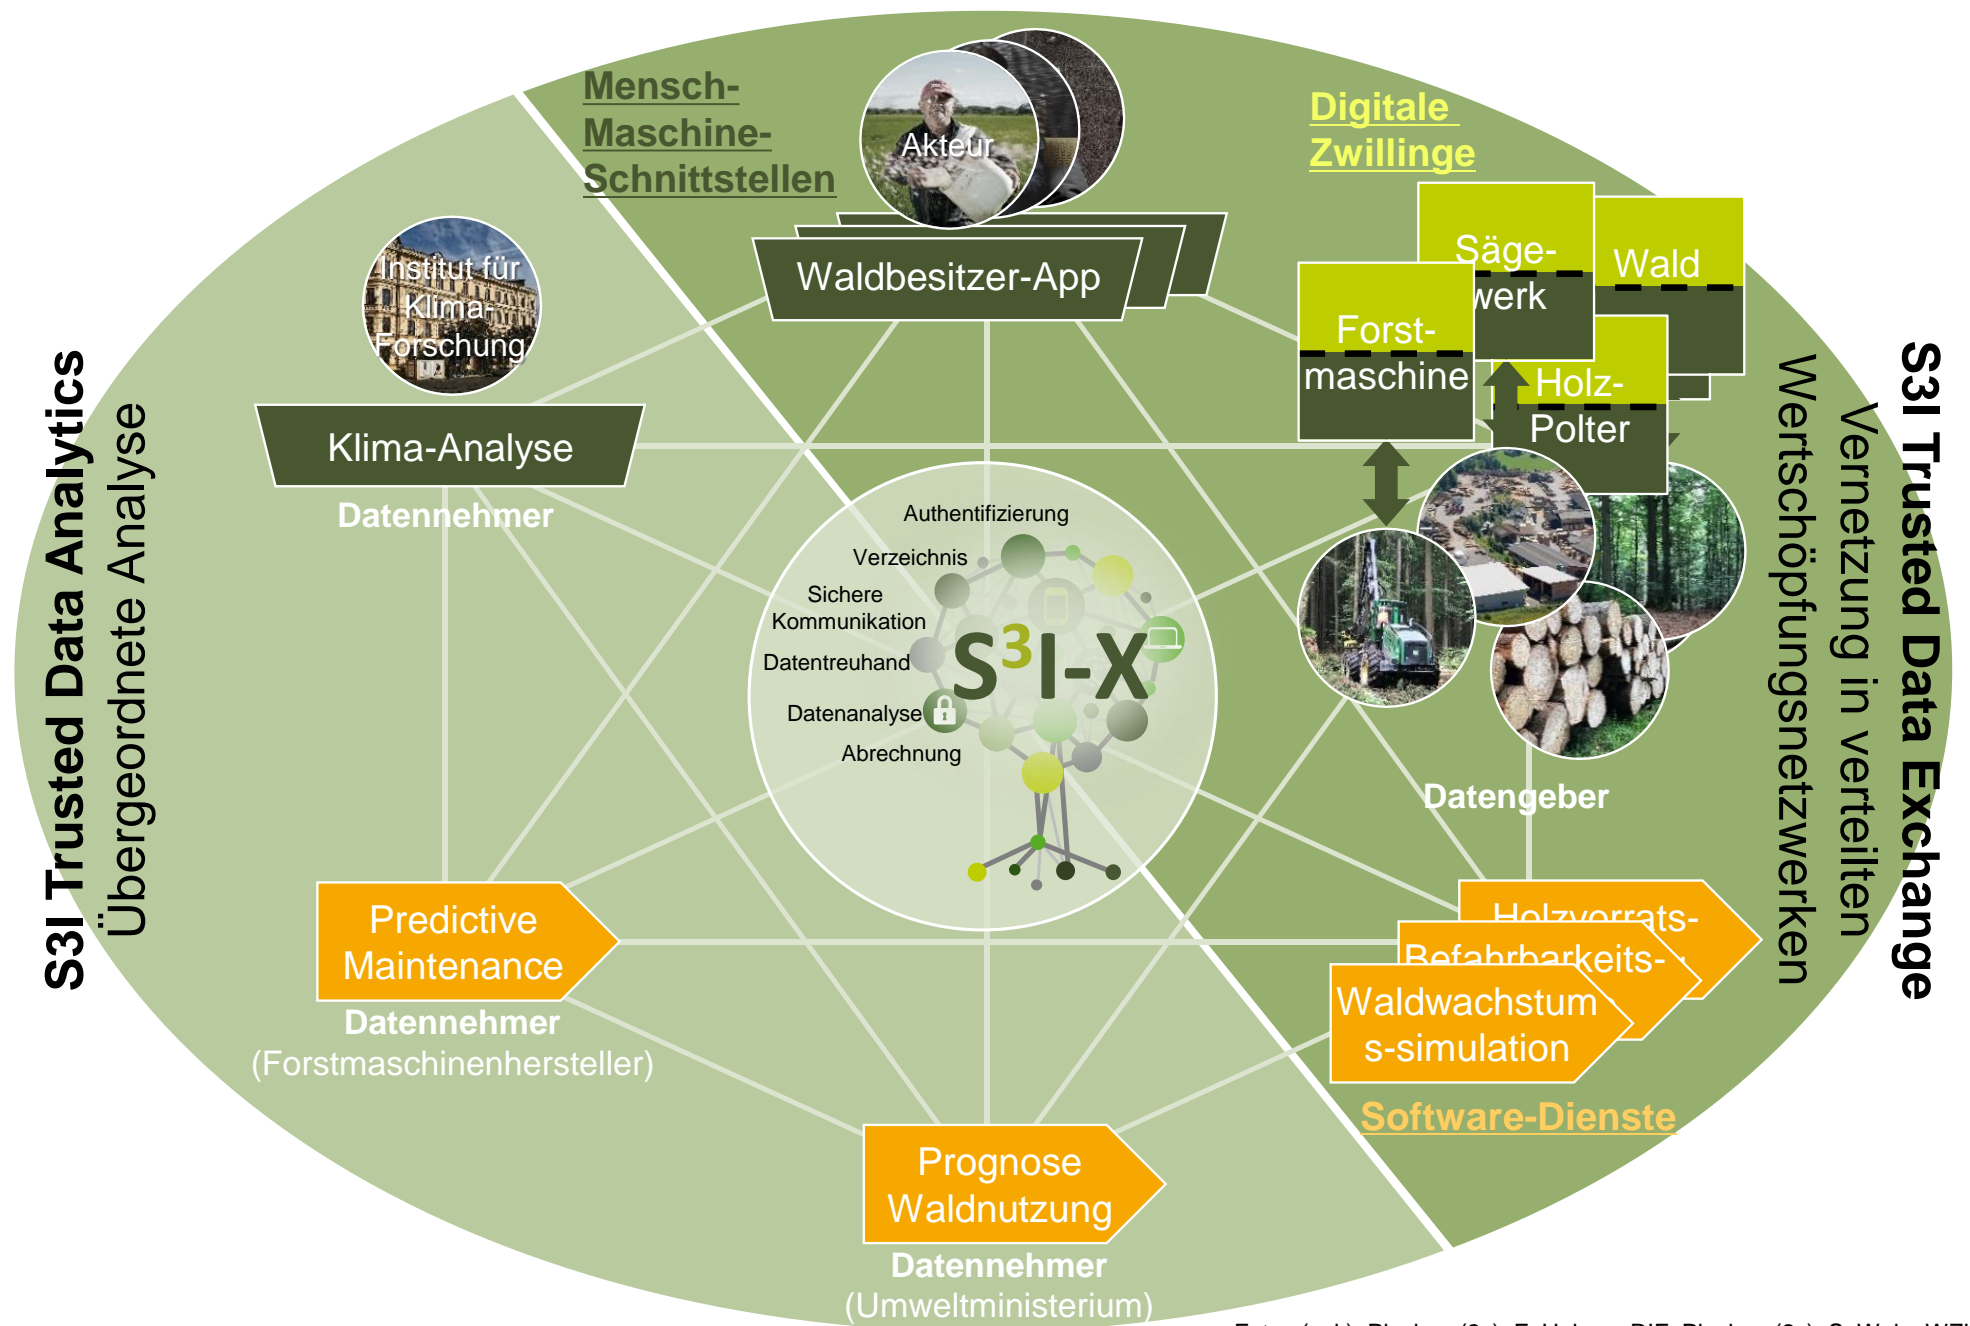 Mensch-
Maschine-
Schnittstellen
Akteur
Waldbesitzer-App
Digitale
Zwillinge
Säge-
werk
Wald
Forst-
maschine
Holz-
Polter
Institut für
Klima-
Forschung
Klima-Analyse
Datennehmer
S3I Trusted Data Analytics
Übergeordnete Analyse
S3I Trusted Data Exchange
Vernetzung in verteilten
Wertschöpfungsnetzwerken
Authentifizierung
Verzeichnis
Sichere
Kommunikation
Datentreuhand
Datenanalyse
Abrechnung
S³I-X
Datengeber
Predictive
Maintenance
Datennehmer
(Forstmaschinenhersteller)
Holzvorrats-
Befahrbarkeits-
Waldwachstum
s-simulation
Software-Dienste
Prognose
Waldnutzung
Datennehmer
(Umweltministerium)